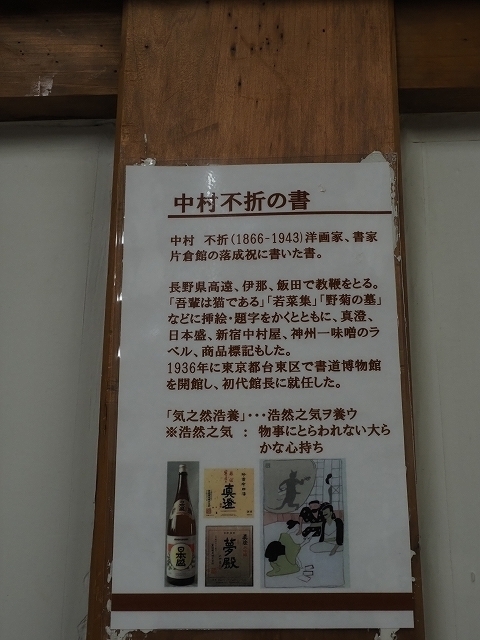 中村不折の書
中村　不折(1866-1943)洋画家、書家
片倉館の落成祝に書いた書。
長野県高遠、伊那、飯田で教鞭をとる。
「吾輩は猫である」「若菜集」「野菊の墓」
などに挿絵・題字をかくとともに、真澄、
日本盛、新宿中村屋、神州一味噌のラ
ベル、商品標記もした。
1936年に東京都台東区で書道博物館
を開館し、初代館長に就任した。
「気之然浩養」・・・浩然之気ヲ養ウ
※浩然之気　：　物事にとらわれない大ら
かな心持ち
真澄
日本盛
真澄
夢殿